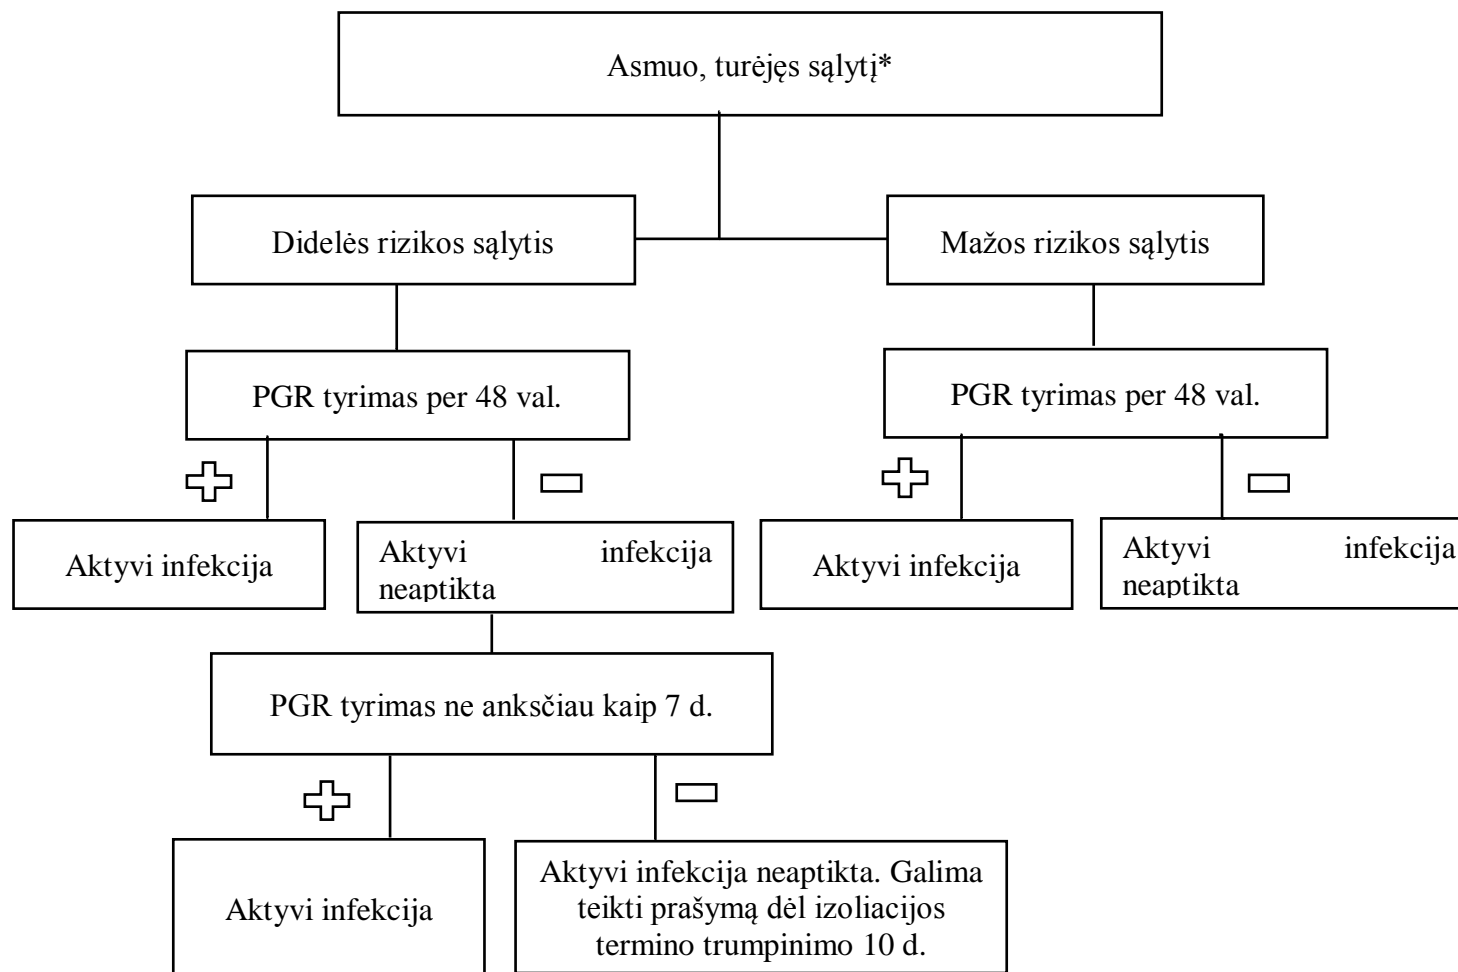 Asmuo, turėjęs sąlytį*
Didelės rizikos sąlytis
Mažos rizikos sąlytis
PGR tyrimas per 48 val.
PGR tyrimas per 48 val.
Aktyvi infekcija
Aktyvi infekcija
neaptikta
Aktyvi infekcija
Aktyvi infekcija
neaptikta
PGR tyrimas ne anksčiau kaip 7 d.
Aktyvi infekcija
Aktyvi infekcija neaptikta. Galima
teikti prašymą dėl izoliacijos
termino trumpinimo 10 d.